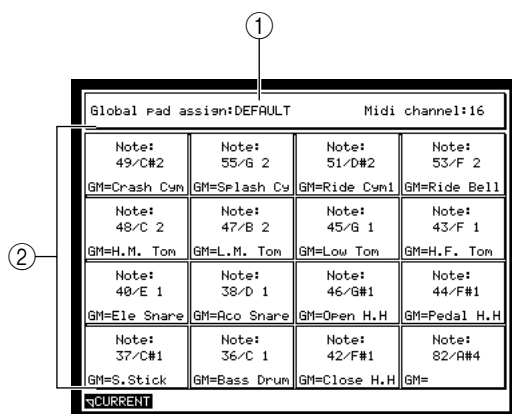 ①
Global pad assign:DEFAULT Midi channel:16
②
Note: Note: Note: Note:
49/C#2 55/G 2 51/D#2 53/F 2
GM=Crash Cym GM=Splash Cy GM=Ride Cym1 GM=Ride Bell
Note: Note: Note: Note:
48/C 2 47/B 2 45/G 1 43/F 1
GM=H.M. Tom GM=L.M. Tom GM=Low Tom GM=H.F. Tom
Note: Note: Note: Note:
40/E 1 38/D 1 46/G#1 44/F#1
GM=Ele Snare GM=Aco Snare GM=Open H.H GM=Pedal H.H
Note: Note: Note: Note:
37/C#1 36/C 1 42/F#1 82/A#4
GM=S.Stick GM=Bass Drum GM=Close H.H GM=
CURRENT